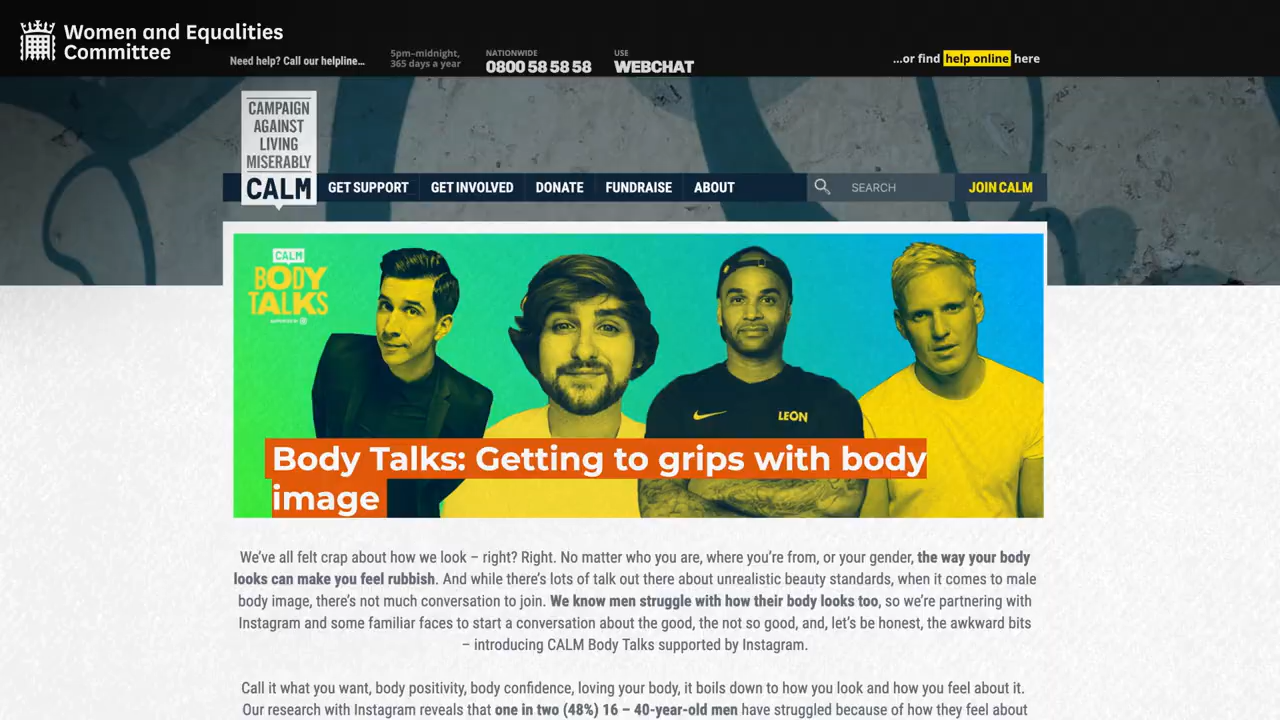 Women and Equalities
Committee
Need help? Call our helpline...
5pm–midnight,
365 days a year
NATIONWIDE
0800 58 58 58
USE
WEBCHAT
...or find help online here
CAMPAIGN
AGAINST
LIVING
MISERABLY
CALM
GET SUPPORT
GET INVOLVED
DONATE
FUNDRAISE
ABOUT
SEARCH
JOIN CALM
CALM
BODY
TALKS
SUPPORTED BY
LEON
Body Talks: Getting to grips with body
image
We've all felt crap about how we look – right? Right. No matter who you are, where you're from, or your gender, the way your body
looks can make you feel rubbish. And while there's lots of talk out there about unrealistic beauty standards, when it comes to male
body image, there's not much conversation to join. We know men struggle with how their body looks too, so we're partnering with
Instagram and some familiar faces to start a conversation about the good, the not so good, and, let's be honest, the awkward bits
– introducing CALM Body Talks supported by Instagram.
Call it what you want, body positivity, body confidence, loving your body, it boils down to how you look and how you feel about it.
Our research with Instagram reveals that one in two (48%) 16 – 40-year-old men have struggled because of how they feel about